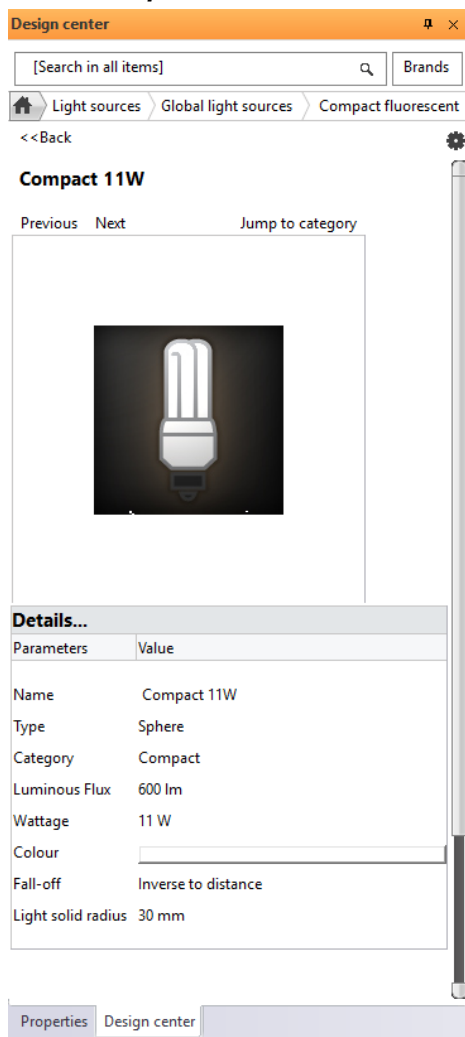 Design center
[Search in all items] Brands
Light sources Global light sources Compact fluorescent
<<Back
Compact 11W
Previous Next Jump to category
Details...
Parameters Value
Name Compact 11W
Type Sphere
Category Compact
Luminous Flux 600 lm
Wattage 11 W
Colour
Fall-off Inverse to distance
Light solid radius 30 mm
Properties Design center